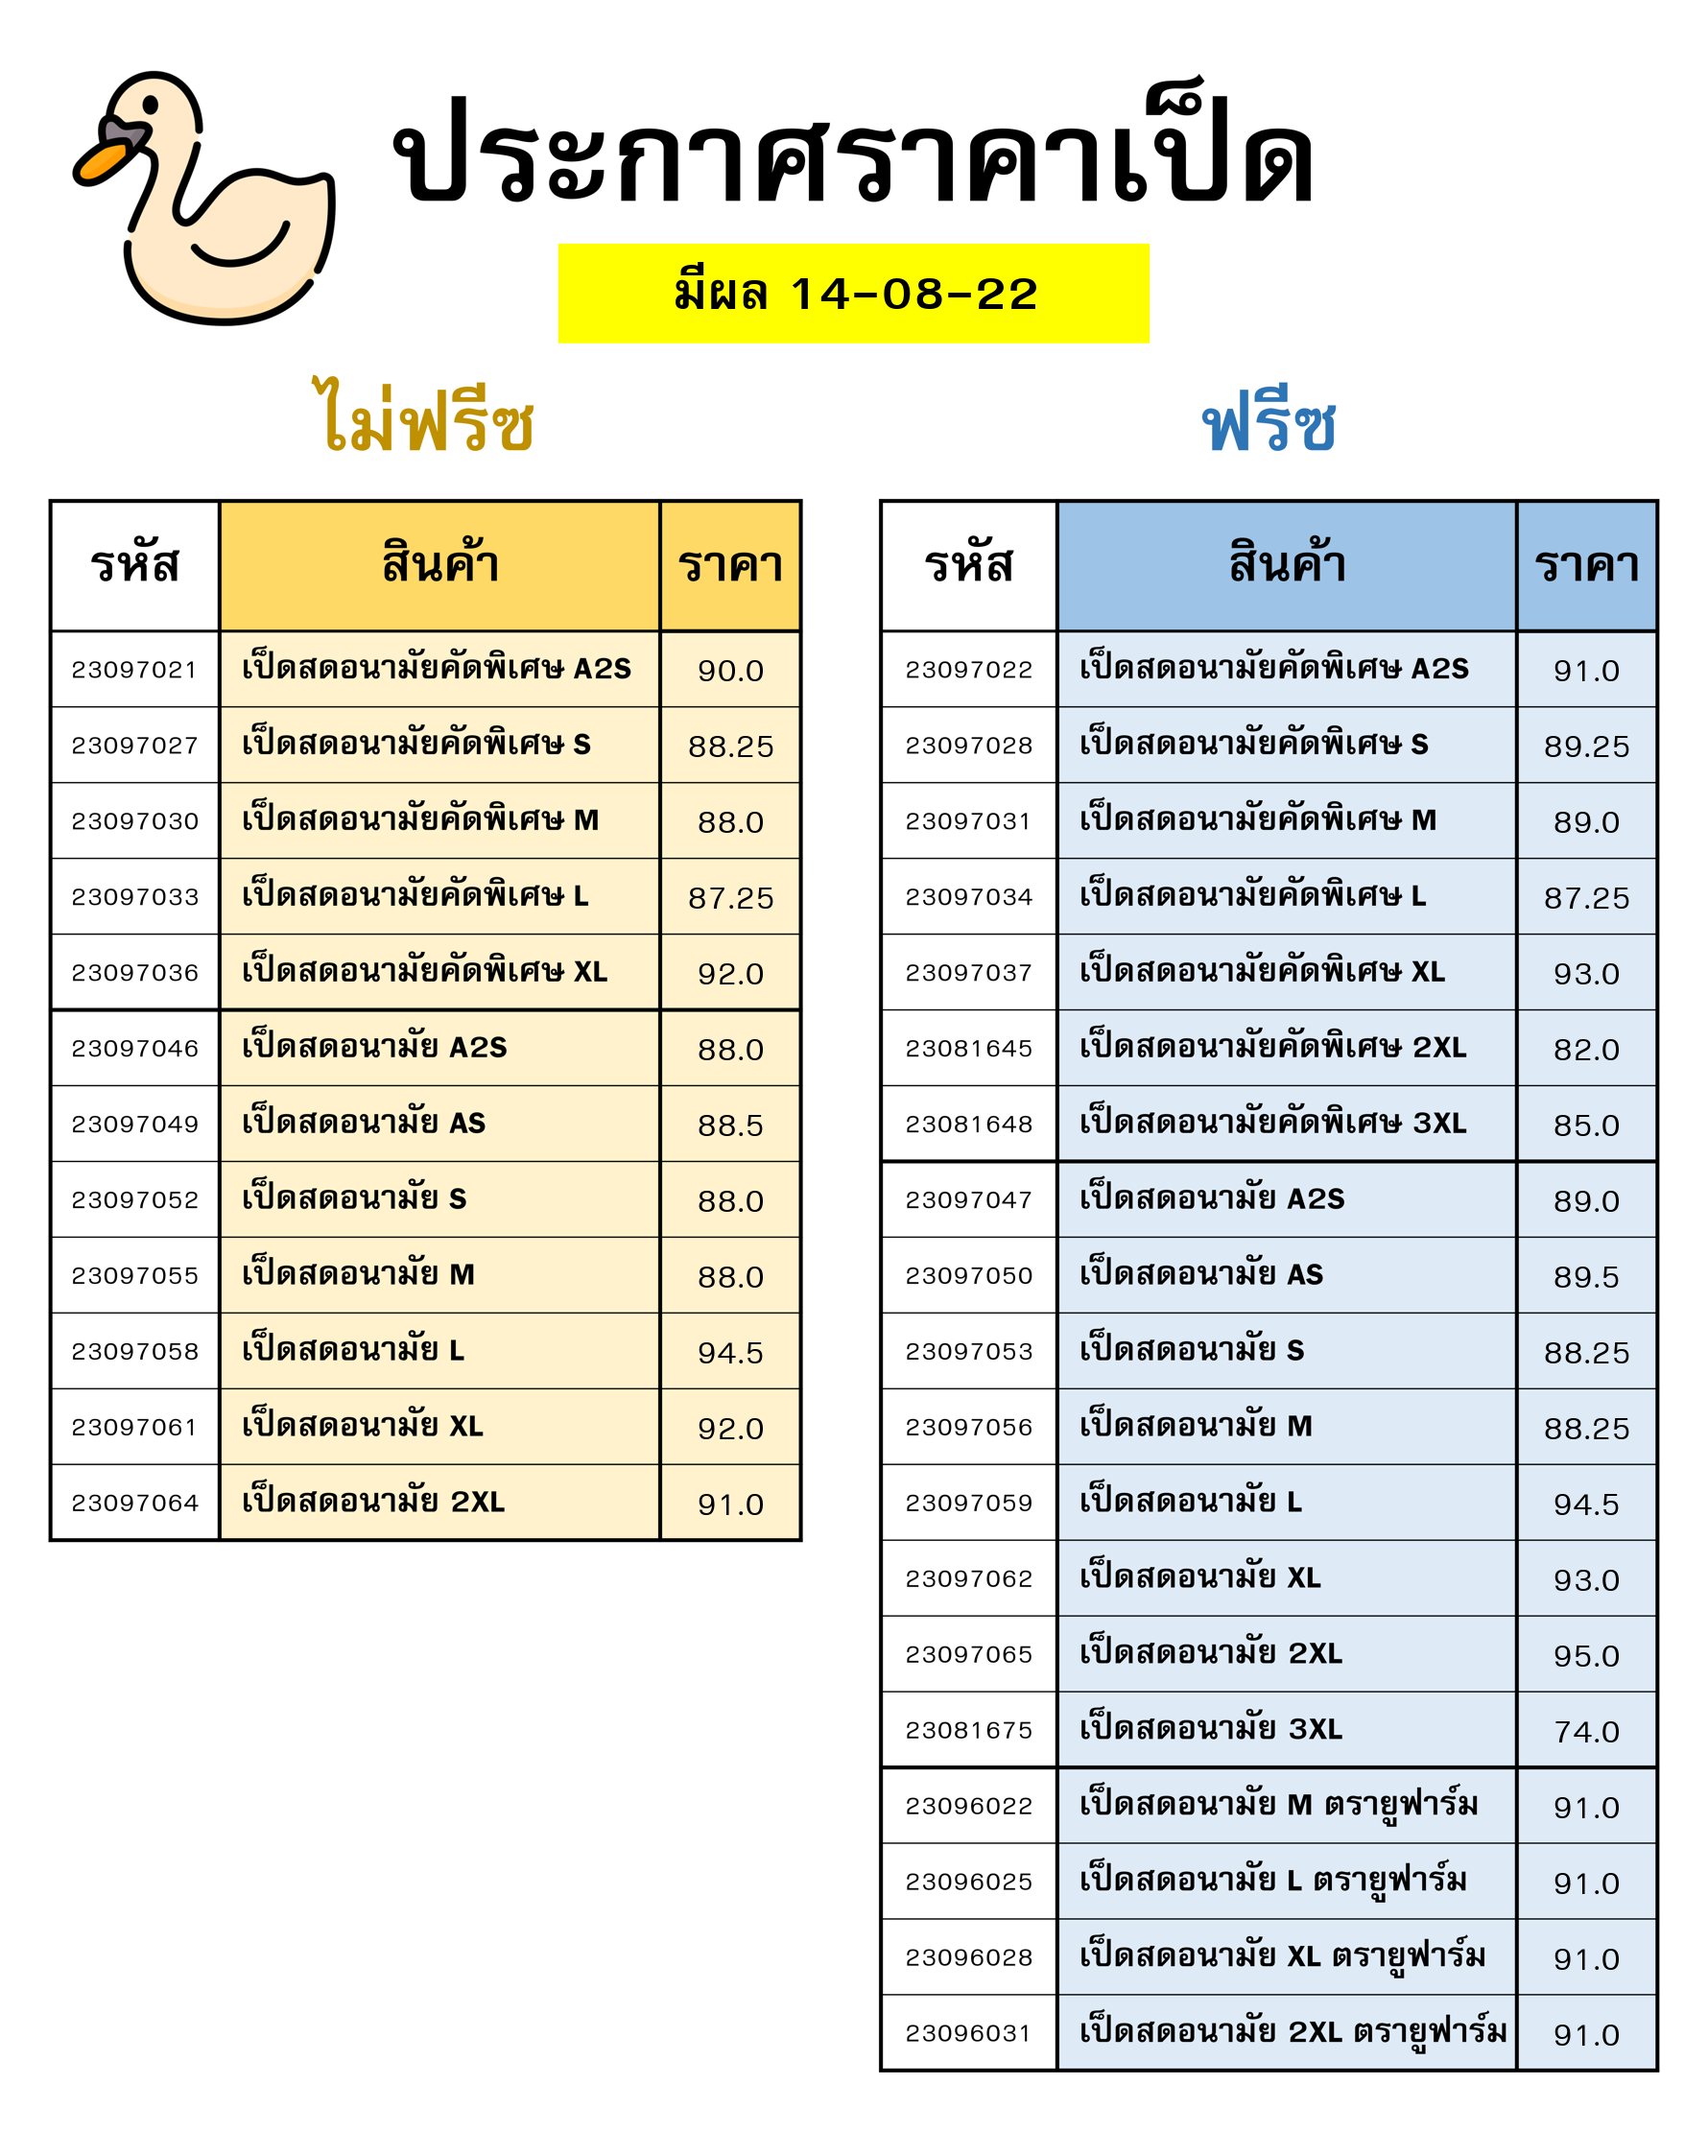 ประกาศราคาเป็ด
มีผล 14-08-22
ไม่ฟรีซ
รหัส สินค้า ราคา
23097021 เป็ดสดอนามัยคัดพิเศษ A2S 90.0
23097027 เป็ดสดอนามัยคัดพิเศษ S 88.25
23097030 เป็ดสดอนามัยคัดพิเศษ M 88.0
23097033 เป็ดสดอนามัยคัดพิเศษ L 87.25
23097036 เป็ดสดอนามัยคัดพิเศษ XL 92.0
23097046 เป็ดสดอนามัย A2S 88.0
23097049 เป็ดสดอนามัย AS 88.5
23097052 เป็ดสดอนามัย S 88.0
23097055 เป็ดสดอนามัย M 88.0
23097058 เป็ดสดอนามัย L 94.5
23097061 เป็ดสดอนามัย XL 92.0
23097064 เป็ดสดอนามัย 2XL 91.0
ฟรีซ
รหัส สินค้า ราคา
23097022 เป็ดสดอนามัยคัดพิเศษ A2S 91.0
23097028 เป็ดสดอนามัยคัดพิเศษ S 89.25
23097031 เป็ดสดอนามัยคัดพิเศษ M 89.0
23097034 เป็ดสดอนามัยคัดพิเศษ L 87.25
23097037 เป็ดสดอนามัยคัดพิเศษ XL 93.0
23081645 เป็ดสดอนามัยคัดพิเศษ 2XL 82.0
23081648 เป็ดสดอนามัยคัดพิเศษ 3XL 85.0
23097047 เป็ดสดอนามัย A2S 89.0
23097050 เป็ดสดอนามัย AS 89.5
23097053 เป็ดสดอนามัย S 88.25
23097056 เป็ดสดอนามัย M 88.25
23097059 เป็ดสดอนามัย L 94.5
23097062 เป็ดสดอนามัย XL 93.0
23097065 เป็ดสดอนามัย 2XL 95.0
23081675 เป็ดสดอนามัย 3XL 74.0
23096022 เป็ดสดอนามัย M ตรายูฟาร์ม 91.0
23096025 เป็ดสดอนามัย L ตรายูฟาร์ม 91.0
23096028 เป็ดสดอนามัย XL ตรายูฟาร์ม 91.0
23096031 เป็ดสดอนามัย 2XL ตรายูฟาร์ม 91.0